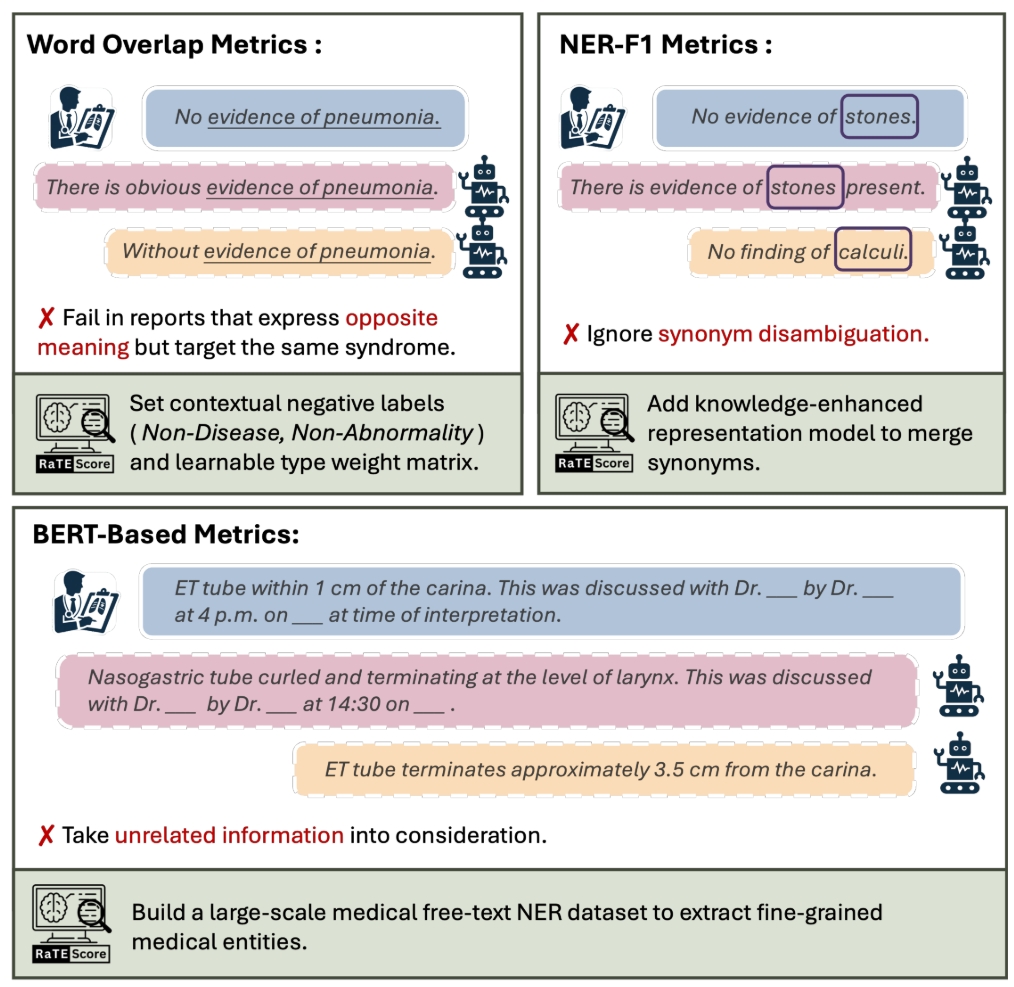 Word Overlap Metrics :
No evidence of pneumonia.
There is obvious evidence of pneumonia.
Without evidence of pneumonia.
✗ Fail in reports that express opposite
meaning but target the same syndrome.
RaTE Score
Set contextual negative labels
( Non-Disease, Non-Abnormality )
and learnable type weight matrix.
NER-F1 Metrics :
No evidence of stones.
There is evidence of stones present.
No finding of calculi.
✗ Ignore synonym disambiguation.
RaTE Score
Add knowledge-enhanced
representation model to merge
synonyms.
BERT-Based Metrics:
ET tube within 1 cm of the carina. This was discussed with Dr. ___ by Dr. ___
at 4 p.m. on ___ at time of interpretation.
Nasogastric tube curled and terminating at the level of larynx. This was discussed
with Dr. ___ by Dr. ___ at 14:30 on ___ .
ET tube terminates approximately 3.5 cm from the carina.
✗ Take unrelated information into consideration.
RaTE Score
Build a large-scale medical free-text NER dataset to extract fine-grained
medical entities.